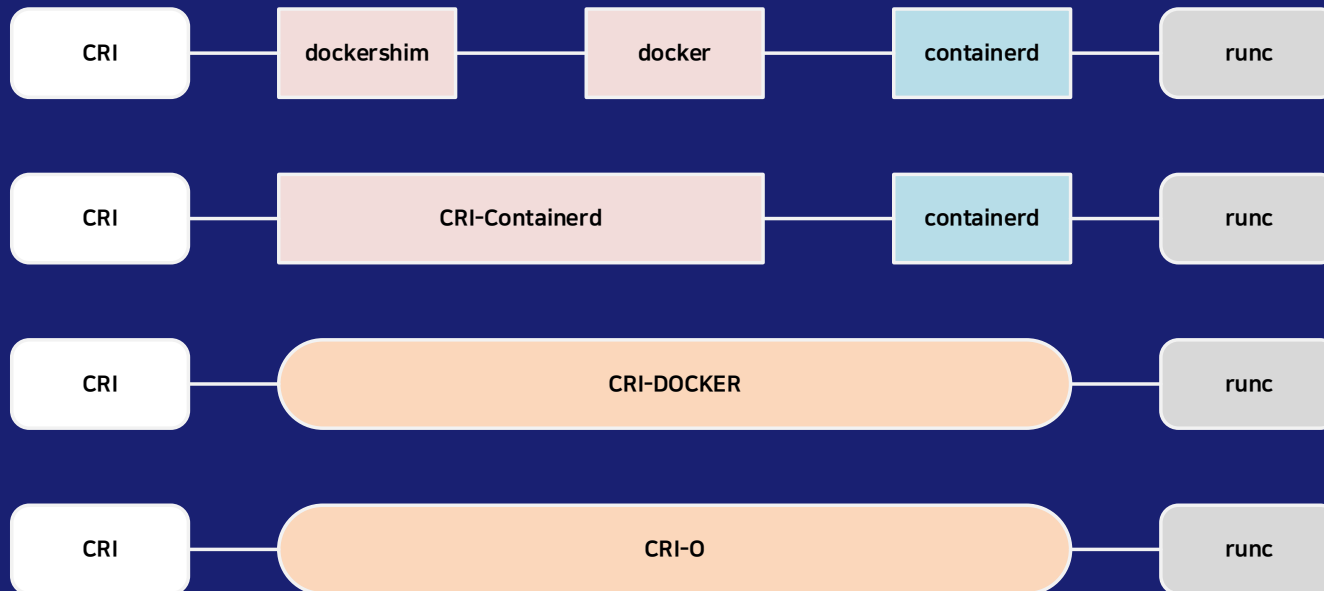 CRI dockershim docker containerd runc
CRI CRI-Containerd containerd runc
CRI CRI-DOCKER runc
CRI CRI-O runc